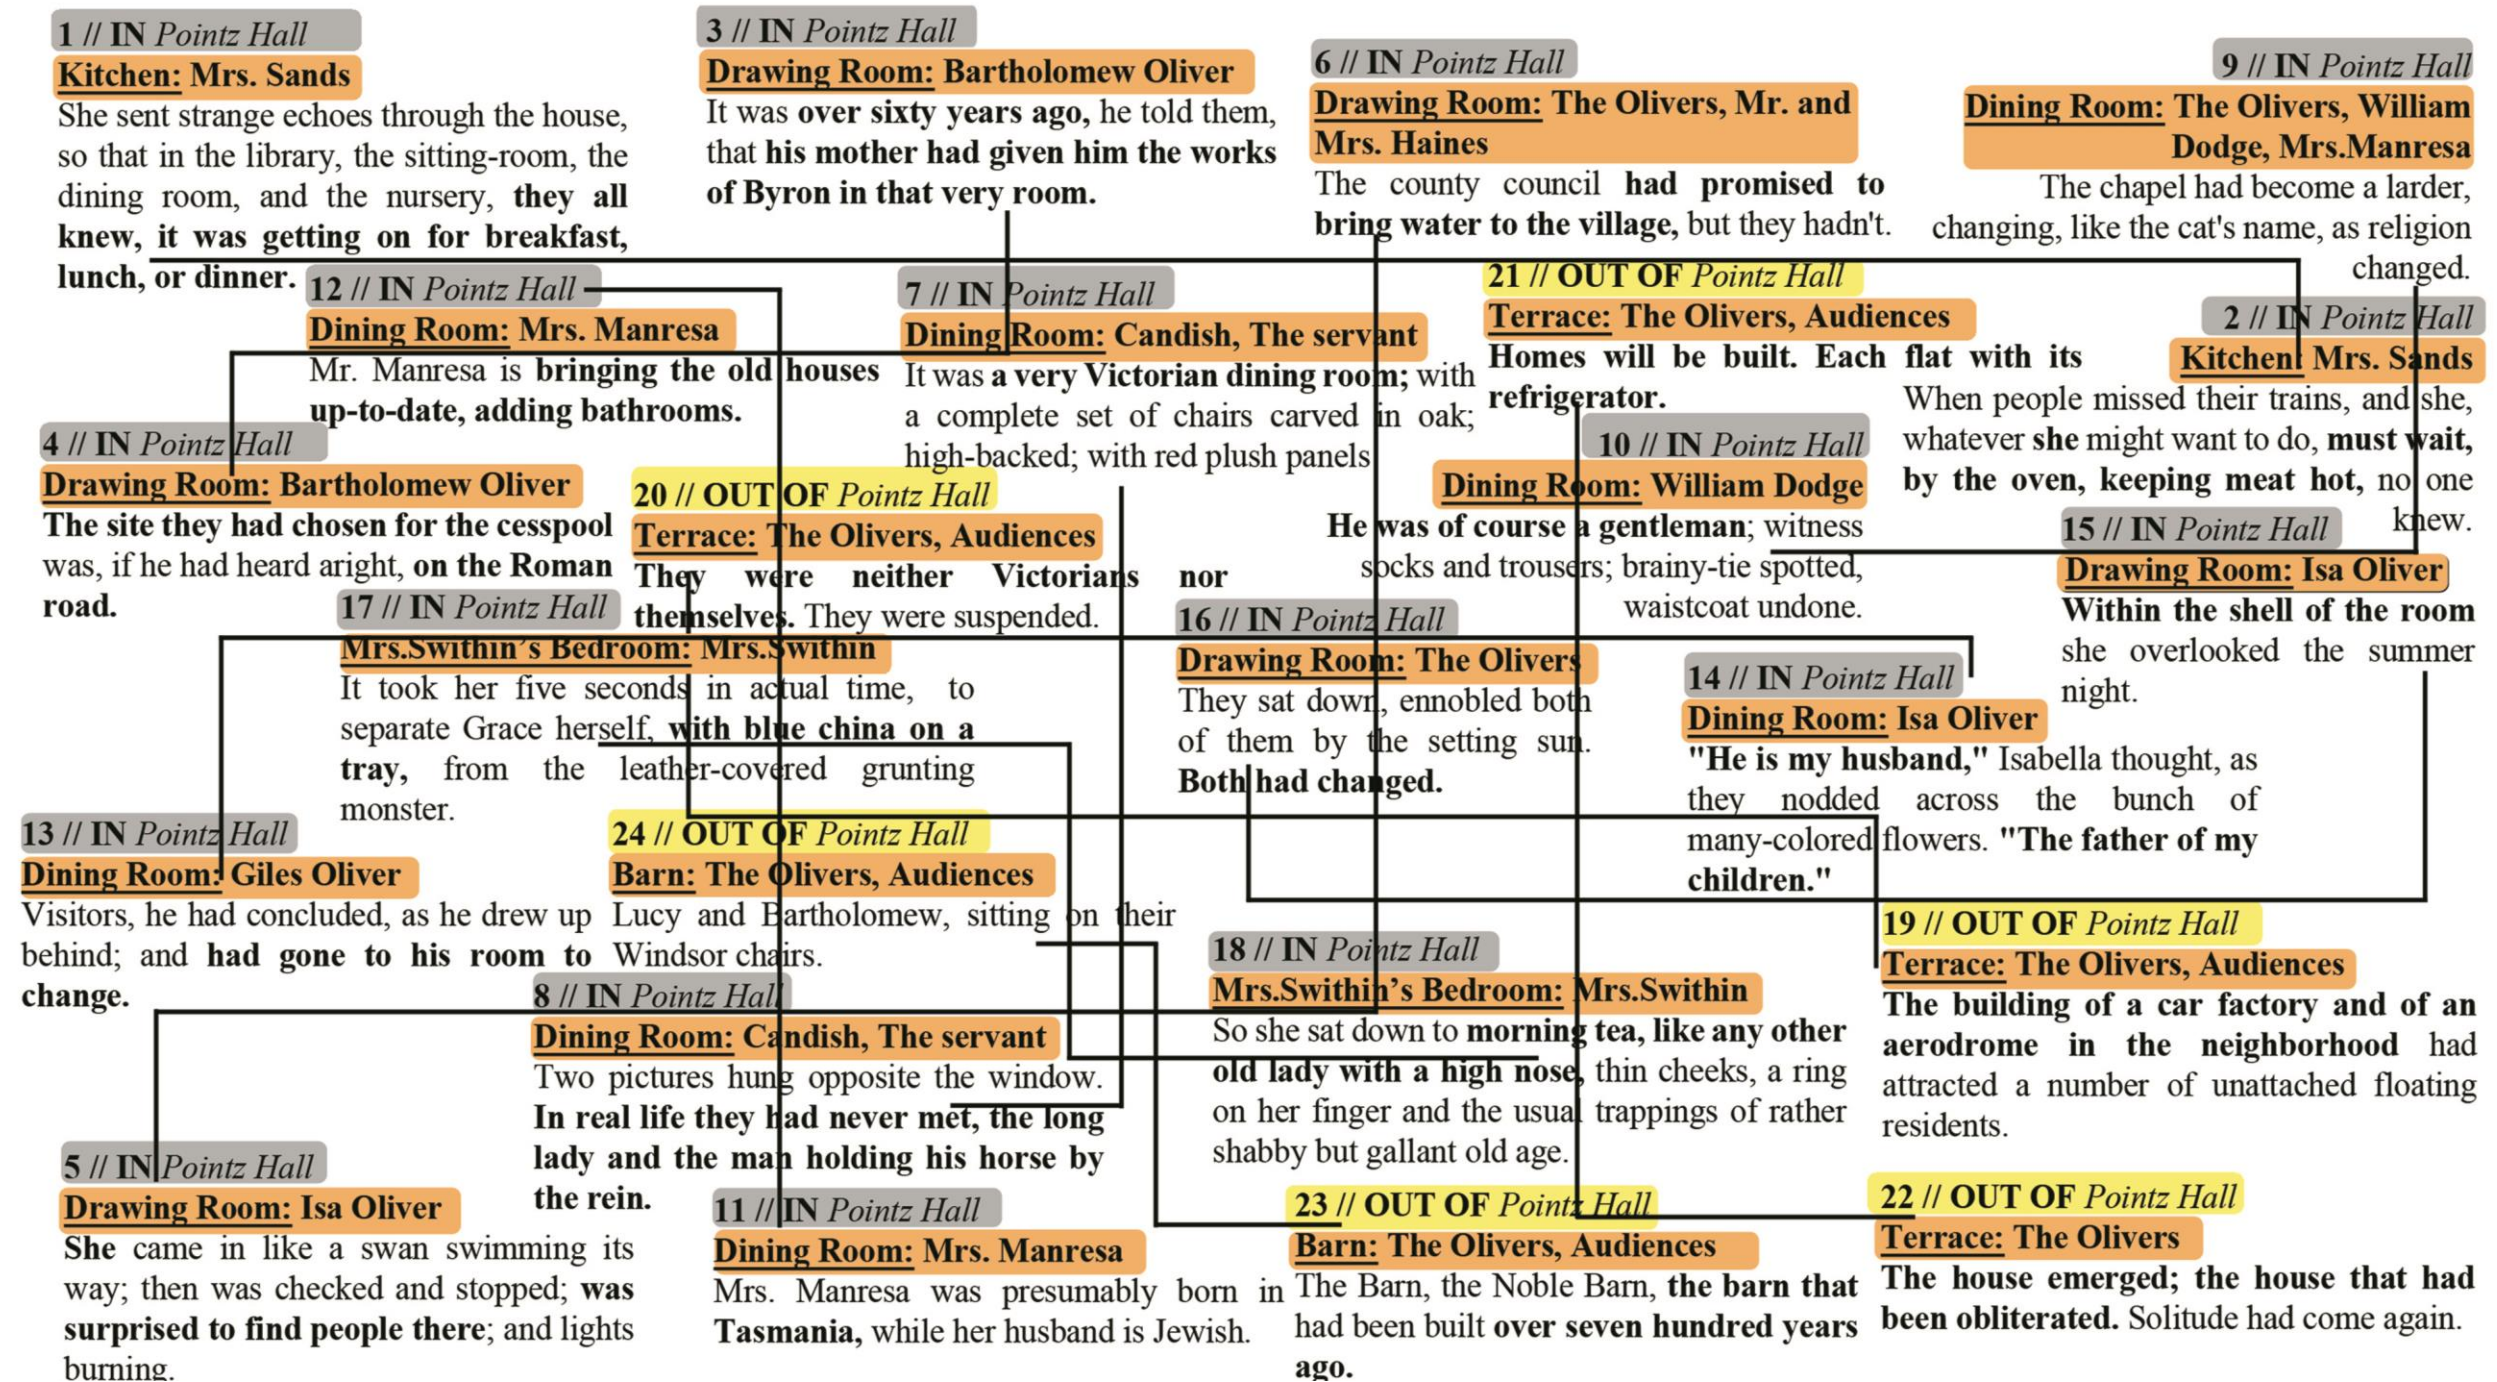 1 // IN Pointz Hall
Kitchen: Mrs. Sands
She sent strange echoes through the house,
so that in the library, the sitting-room, the
dining room, and the nursery, they all
knew, it was getting on for breakfast,
lunch, or dinner.
3 // IN Pointz Hall
Drawing Room: Bartholomew Oliver
It was over sixty years ago, he told them,
that his mother had given him the works
of Byron in that very room.
6 // IN Pointz Hall
Drawing Room: The Olivers, Mr. and
Mrs. Haines
The county council had promised to
bring water to the village, but they hadn't.
9 // IN Pointz Hall
Dining Room: The Olivers, William
Dodge, Mrs.Manresa
The chapel had become a larder,
changing, like the cat's name, as religion
changed.
12 // IN Pointz Hall
Dining Room: Mrs. Manresa
Mr. Manresa is bringing the old houses
up-to-date, adding bathrooms.
7 // IN Pointz Hall
Dining Room: Candish, The servant
It was a very Victorian dining room; with
a complete set of chairs carved in oak;
high-backed; with red plush panels
21 // OUT OF Pointz Hall
Terrace: The Olivers, Audiences
Homes will be built. Each flat with its
refrigerator.
2 // IN Pointz Hall
Kitchen: Mrs. Sands
When people missed their trains, and she,
whatever she might want to do, must wait,
by the oven, keeping meat hot, no one
knew.
4 // IN Pointz Hall
Drawing Room: Bartholomew Oliver
The site they had chosen for the cesspool
was, if he had heard aright, on the Roman
road.
20 // OUT OF Pointz Hall
Terrace: The Olivers, Audiences
They were neither Victorians nor
themselves. They were suspended.
10 // IN Pointz Hall
Dining Room: William Dodge
He was of course a gentleman; witness
socks and trousers; brainy-tie spotted,
waistcoat undone.
15 // IN Pointz Hall
Drawing Room: Isa Oliver
Within the shell of the room
she overlooked the summer
night.
17 // IN Pointz Hall
Mrs.Swithin's Bedroom: Mrs.Swithin
It took her five seconds in actual time, to
separate Grace herself, with blue china on a
tray, from the leather-covered grunting
monster.
16 // IN Pointz Hall
Drawing Room: The Olivers
They sat down, ennobled both
of them by the setting sun.
Both had changed.
14 // IN Pointz Hall
Dining Room: Isa Oliver
"He is my husband," Isabella thought, as
they nodded across the bunch of
many-colored flowers. "The father of my
children."
13 // IN Pointz Hall
Dining Room: Giles Oliver
Visitors, he had concluded, as he drew up
behind; and had gone to his room to
change.
24 // OUT OF Pointz Hall
Barn: The Olivers, Audiences
Lucy and Bartholomew, sitting on their
Windsor chairs.
8 // IN Pointz Hall
Dining Room: Candish, The servant
Two pictures hung opposite the window.
In real life they had never met, the long
lady and the man holding his horse by
the rein.
18 // IN Pointz Hall
Mrs.Swithin's Bedroom: Mrs.Swithin
So she sat down to morning tea, like any other
old lady with a high nose, thin cheeks, a ring
on her finger and the usual trappings of rather
shabby but gallant old age.
19 // OUT OF Pointz Hall
Terrace: The Olivers, Audiences
The building of a car factory and of an
aerodrome in the neighborhood had
attracted a number of unattached floating
residents.
5 // IN Pointz Hall
Drawing Room: Isa Oliver
She came in like a swan swimming its
way; then was checked and stopped; was
surprised to find people there; and lights
burning.
11 // IN Pointz Hall
Dining Room: Mrs. Manresa
Mrs. Manresa was presumably born in
Tasmania, while her husband is Jewish.
23 // OUT OF Pointz Hall
Barn: The Olivers, Audiences
The Barn, the Noble Barn, the barn that
had been built over seven hundred years
ago.
22 // OUT OF Pointz Hall
Terrace: The Olivers
The house emerged; the house that had
been obliterated. Solitude had come again.